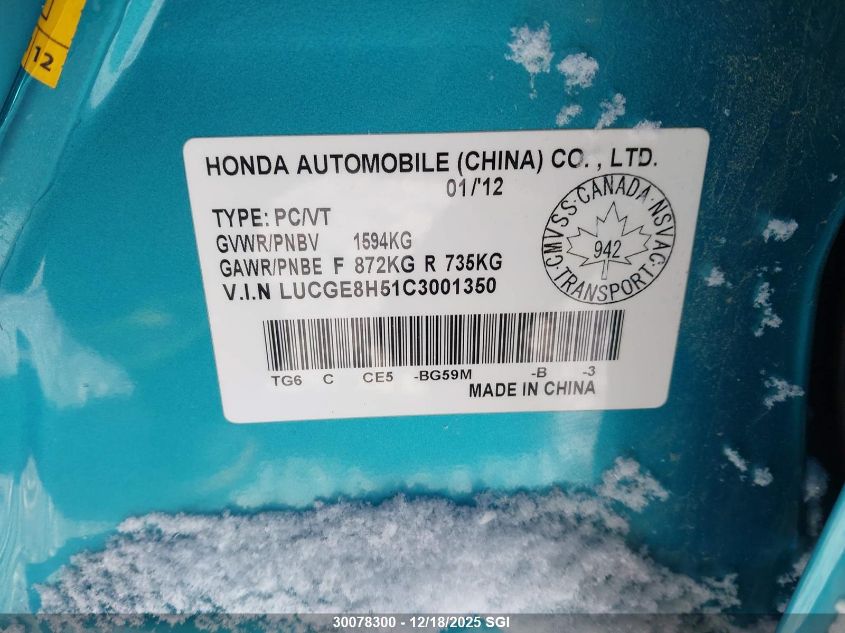 12
HONDA AUTOMOBILE (CHINA) CO., LTD.
01/'12
TYPE: PC/VT
GVWR/PNBV 1594KG
GAWR/PNBE F 872KG R 735KG
V.I.N LUCGE8H51C3001350
CMVSS·CANADA·NSVAC·
942
TRANSPORT
TG6 C CE5 -BG59M -B -3
MADE IN CHINA
30078300 - 12/18/2025 SGI